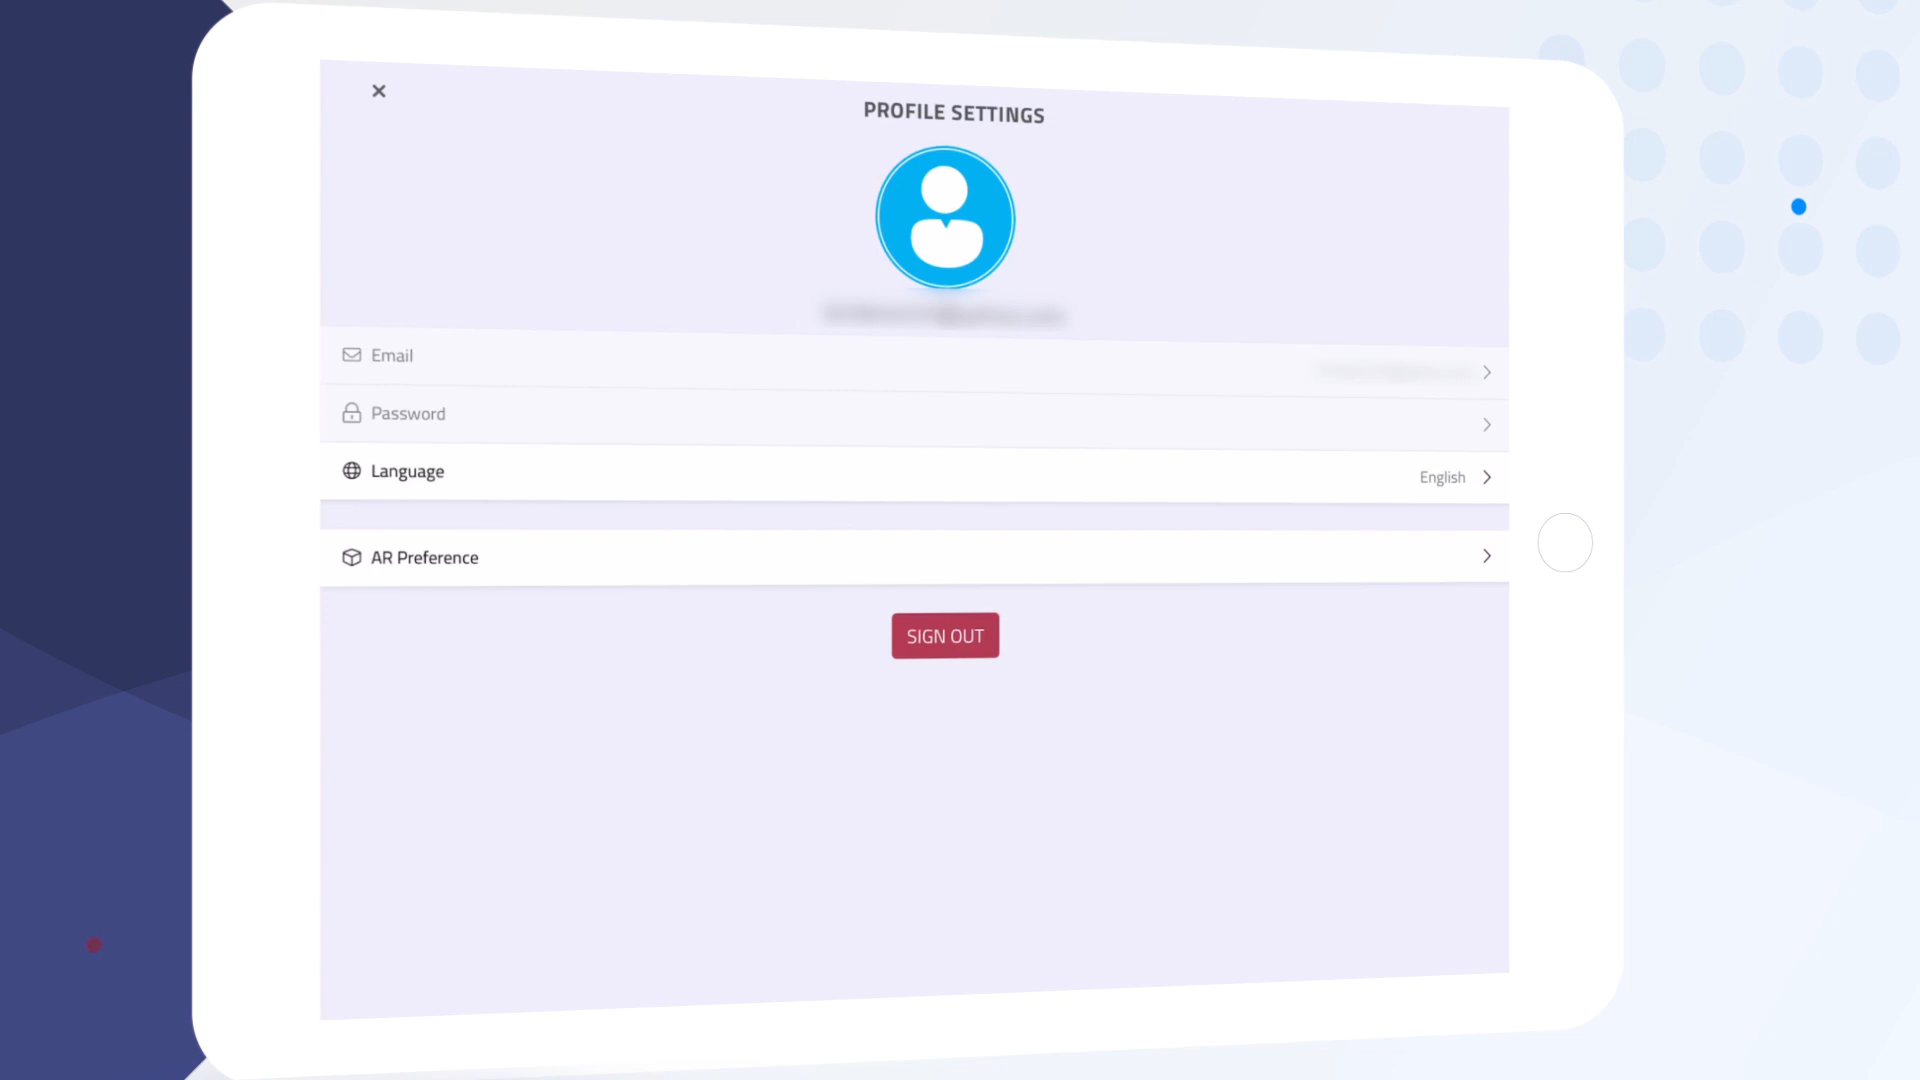 PROFILE SETTINGS
Email
Password
Language English
AR Preference
SIGN OUT